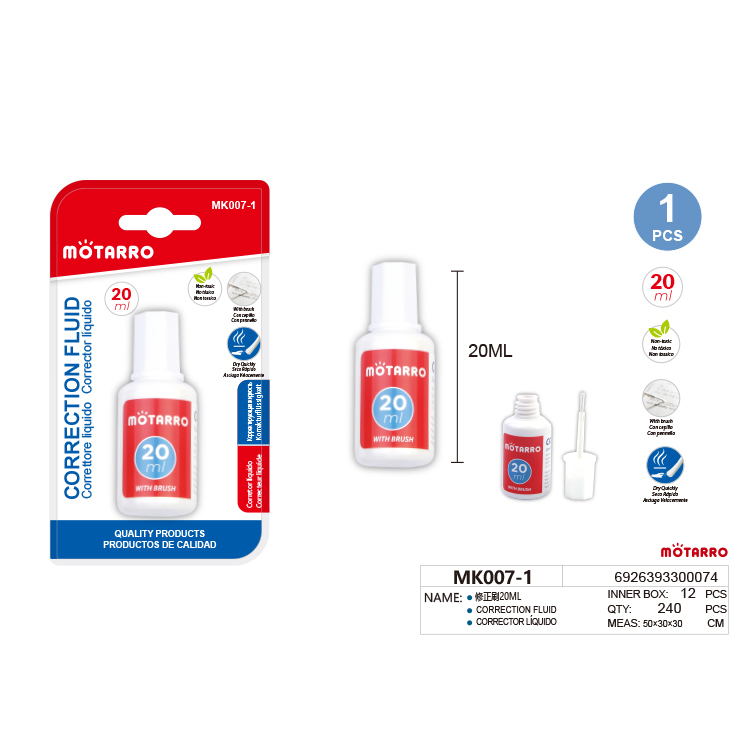 MK007-1
MOTARRO
20
ml
Non-toxic
No tóxico
Non tossico
With brush
Con cepillo
Con pennello
Dry Quickly
Seca Rápido
Asciuga Velocemente
CORRECTION FLUID
Correttore liquido Corrector líquido
Korrekturflüssigkeit
Corretor líquido
Correcteur liquide
MOTARRO
20
ml
WITH BRUSH
QUALITY PRODUCTS
PRODUCTOS DE CALIDAD
MOTARRO
20
ml
WITH BRUSH
20ML
MOTARRO
20
ml
WITH BRUSH
1
PCS
20
ml
Non-toxic
No tóxico
Non tossico
With brush
Con cepillo
Con pennello
Dry Quickly
Seca Rápido
Asciuga Velocemente
MOTARRO
MK007-1 6926393300074
NAME: • 修正刷20ML
• CORRECTION FLUID
• CORRECTOR LÍQUIDO
INNER BOX: 12 PCS
QTY: 240 PCS
MEAS: 50×30×30 CM